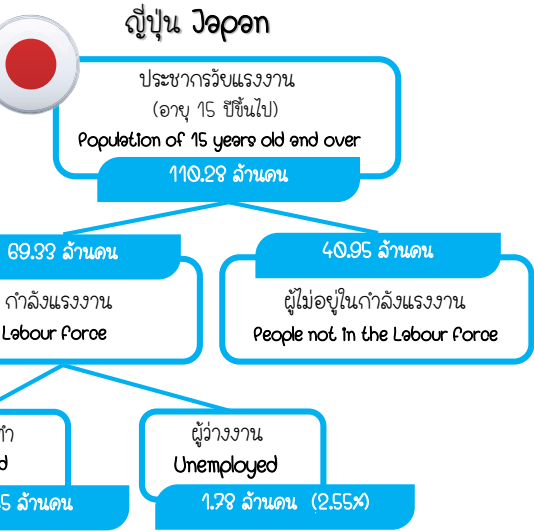 ญี่ปุ่น Japan
ประชากรวัยแรงงาน
(อายุ 15 ปีขึ้นไป)
Population of 15 years old and over
110.28 ล้านคน
69.33 ล้านคน
กำลังแรงงาน
Labour Force
40.95 ล้านคน
ผู้ไม่อยู่ในกำลังแรงงาน
People not in the Labour Force
5 ล้านคน
ผู้ว่างงาน
Unemployed
1.78 ล้านคน (2.55%)